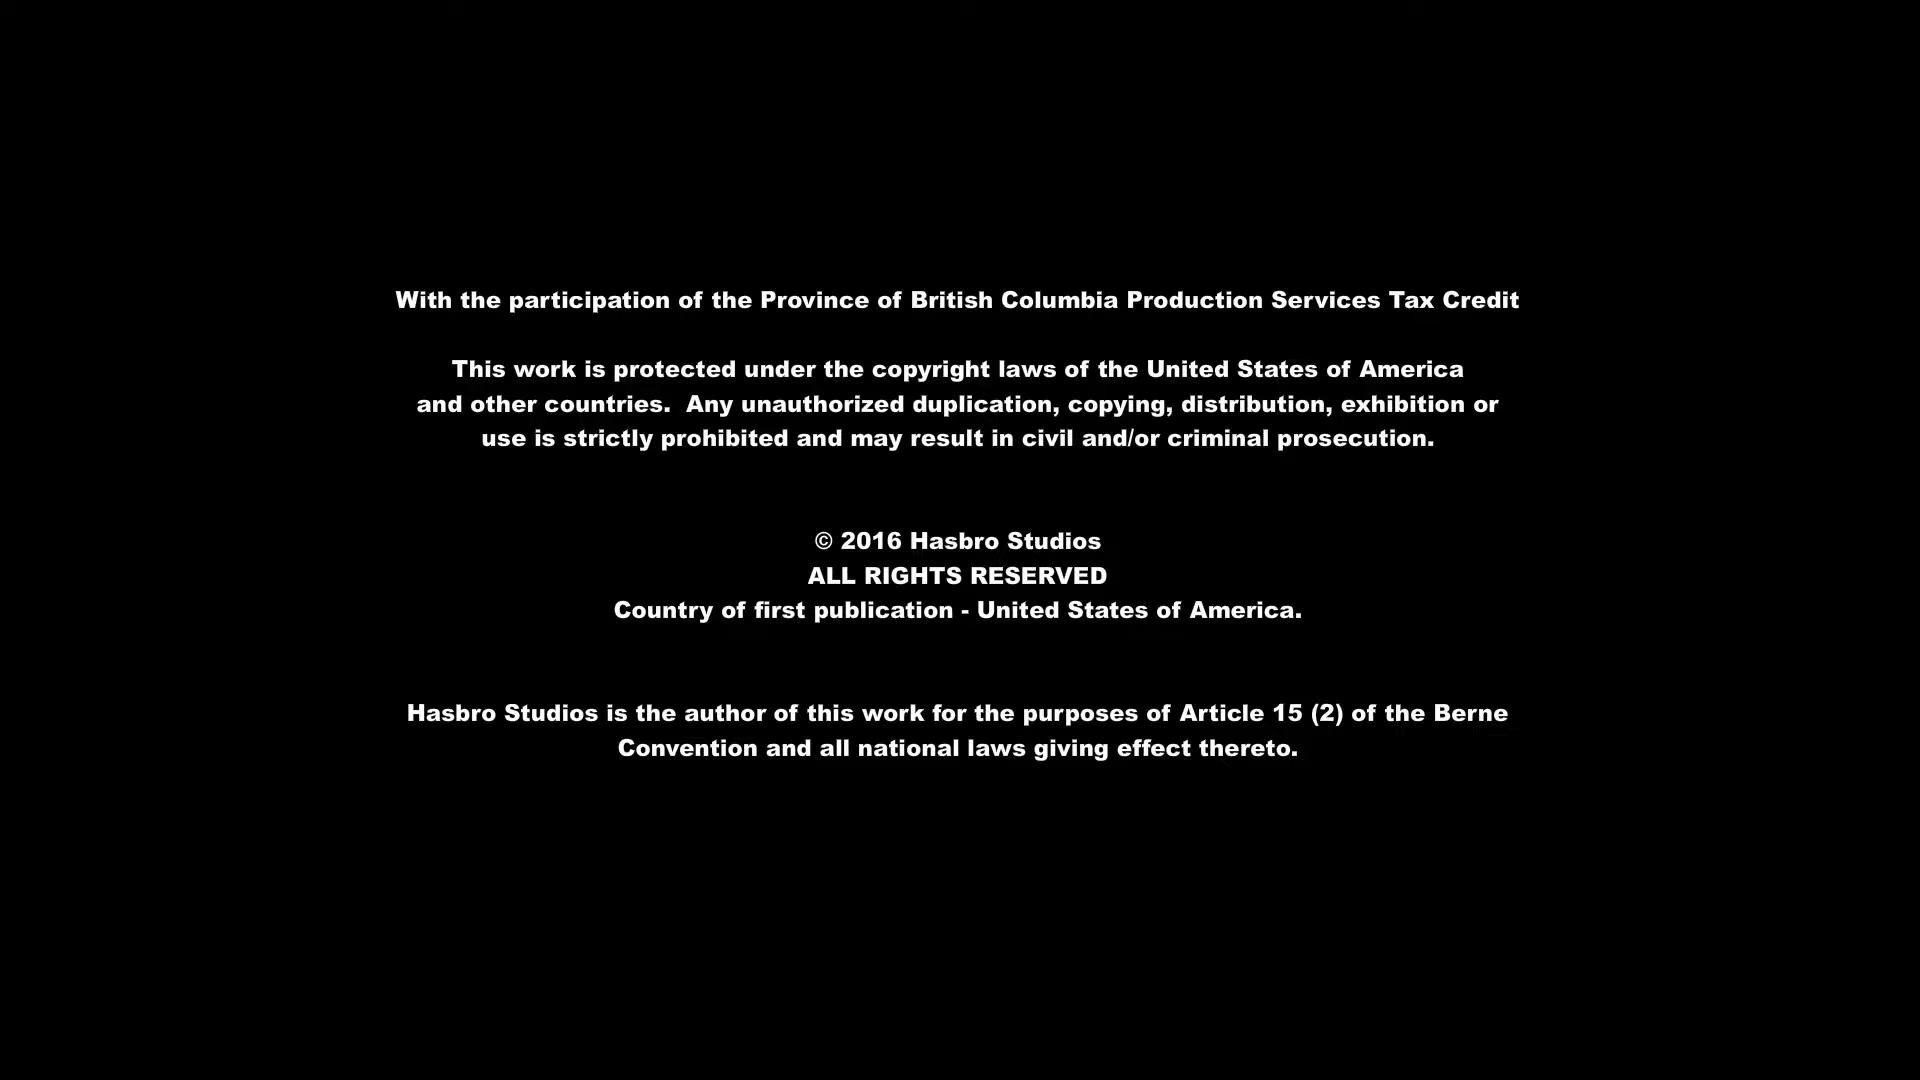 With the participation of the Province of British Columbia Production Services Tax Credit
This work is protected under the copyright laws of the United States of America
and other countries.  Any unauthorized duplication, copying, distribution, exhibition or
use is strictly prohibited and may result in civil and/or criminal prosecution.
© 2016 Hasbro Studios
ALL RIGHTS RESERVED
Country of first publication - United States of America.
Hasbro Studios is the author of this work for the purposes of Article 15 (2) of the Berne
Convention and all national laws giving effect thereto.